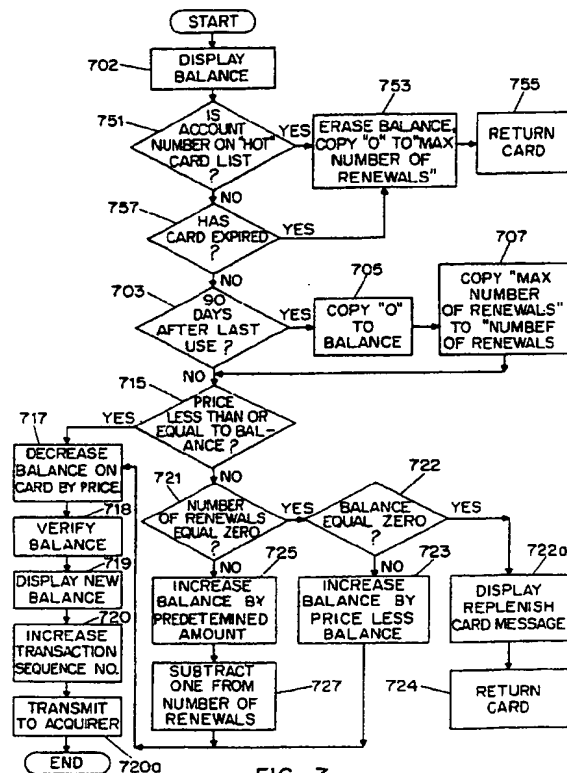 START
702
DISPLAY
BALANCE
751
IS
ACCOUNT
NUMBER ON "HOT"
CARD LIST
?
YES
NO
753
ERASE BALANCE,
COPY "0" TO "MAX
NUMBER OF
RENEWALS"
755
RETURN
CARD
757
HAS
CARD EXPIRED
?
YES
NO
703
90
DAYS
AFTER LAST
USE ?
YES
NO
705
COPY "0"
TO
BALANCE
707
COPY "MAX
NUMBER
OF RENEWALS"
TO "NUMBEF
OF RENEWALS
715
PRICE
LESS THAN OR
EQUAL TO BAL-
ANCE ?
YES
NO
717
DECREASE
BALANCE ON
CARD BY PRICE
718
VERIFY
BALANCE
719
DISPLAY NEW
BALANCE
720
INCREASE
TRANSACTION
SEQUENCE NO.
TRANSMIT
TO ACQUIRER
720a
END
721
NUMBER
OF RENEWALS
EQUAL ZERO
?
YES
NO
722
BALANCE
EQUAL ZERO
?
YES
NO
725
INCREASE
BALANCE BY
PREDETEMINED
AMOUNT
723
INCREASE
BALANCE BY
PRICE LESS
BALANCE
722a
DISPLAY
REPLENISH
CARD MESSAGE
SUBTRACT
ONE FROM
NUMBER OF
RENEWALS
727
724
RETURN
CARD